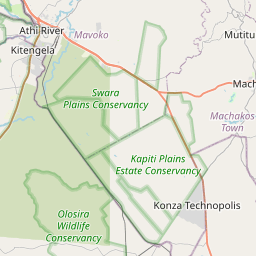 Athi River
Mavoko
Mutitu
Kitengela
Swara
Plains Conservancy
Mach
Machakos
Town
Kapiti Plains
Estate Conservancy
Konza Technopolis
Olosira
Wildlife
Conservancy